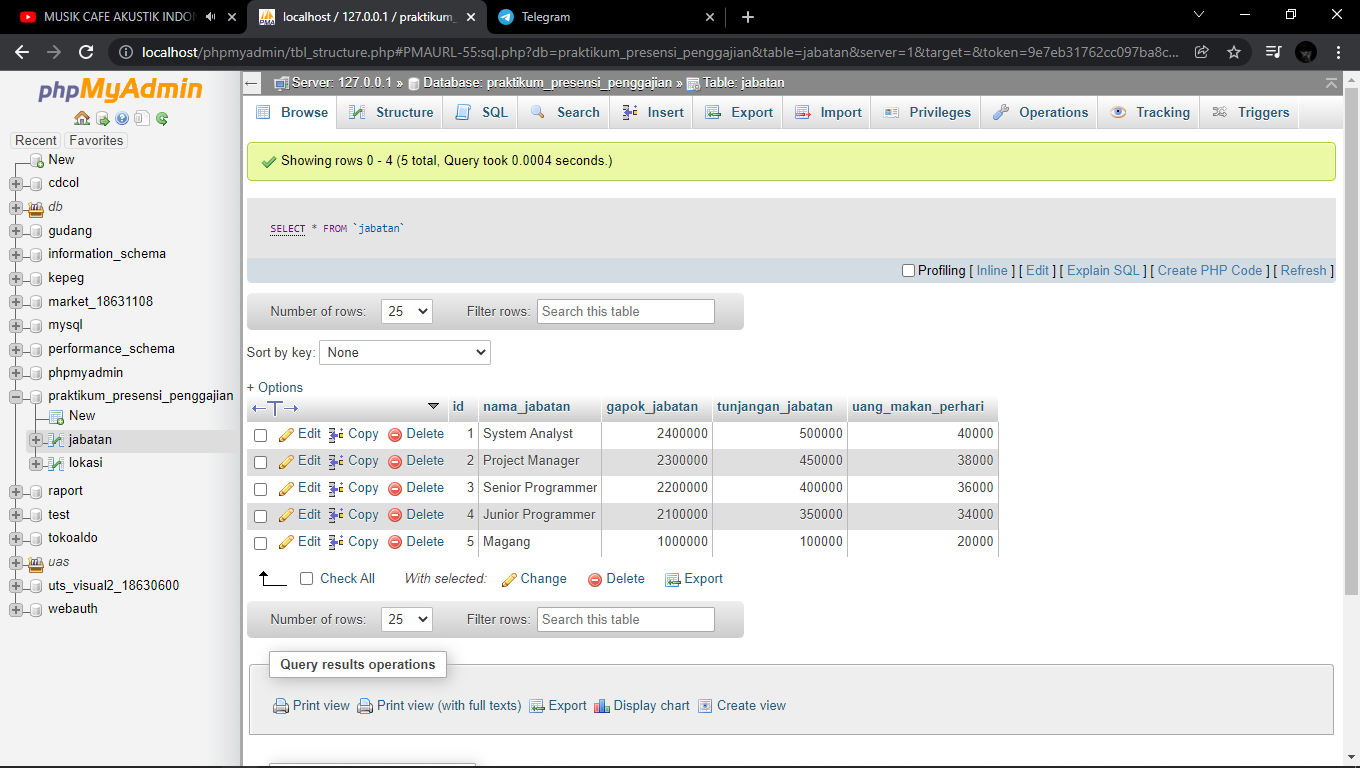 MUSIK CAFE AKUSTIK INDON
localhost / 127.0.0.1 / praktikum_
Telegram
localhost/phpmyadmin/tbl_structure.php#PMAURL-55:sql.php?db=praktikum_presensi_penggajian&table=jabatan&server=1&target=&token=9e7eb31762cc097ba8c...
phpMyAdmin
Recent Favorites
New
cdcol
db
gudang
information_schema
kepeg
market_18631108
mysql
performance_schema
phpmyadmin
praktikum_presensi_penggajian
New
jabatan
lokasi
raport
test
tokoaldo
uas
uts_visual2_18630600
webauth
Server: 127.0.0.1 » Database: praktikum_presensi_penggajian » Table: jabatan
Browse Structure SQL Search Insert Export Import Privileges Operations Tracking Triggers
Showing rows 0 - 4 (5 total, Query took 0.0004 seconds.)
SELECT * FROM `jabatan`
Profiling [ Inline ] [ Edit ] [ Explain SQL ] [ Create PHP Code ] [ Refresh ]
Number of rows: 25 Filter rows: Search this table
Sort by key: None
+ Options
←T→ id nama_jabatan gapok_jabatan tunjangan_jabatan uang_makan_perhari
Edit Copy Delete 1 System Analyst 2400000 500000 40000
Edit Copy Delete 2 Project Manager 2300000 450000 38000
Edit Copy Delete 3 Senior Programmer 2200000 400000 36000
Edit Copy Delete 4 Junior Programmer 2100000 350000 34000
Edit Copy Delete 5 Magang 1000000 100000 20000
Check All With selected: Change Delete Export
Number of rows: 25 Filter rows: Search this table
Query results operations
Print view Print view (with full texts) Export Display chart Create view